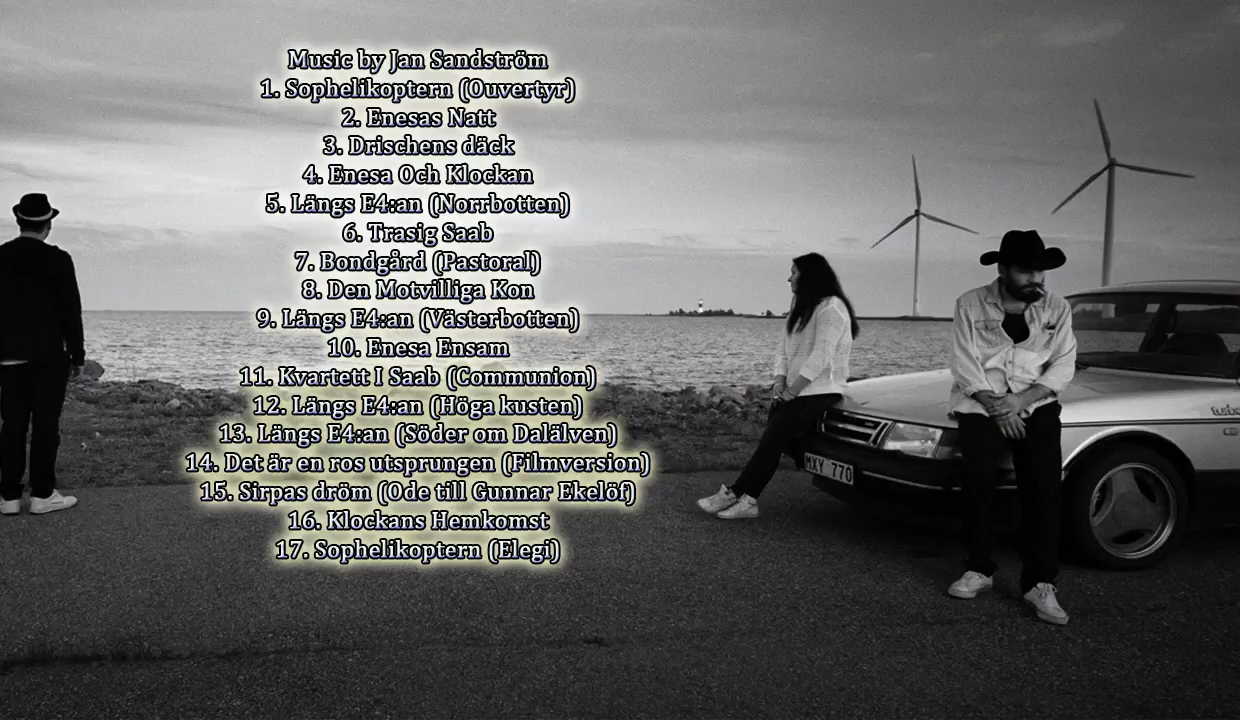 Music by Jan Sandström
1. Sophelikoptern (Ouvertyr)
2. Enesas Natt
3. Drischens däck
4. Enesa Och Klockan
5. Längs E4:an (Norrbotten)
6. Trasig Saab
7. Bondgård (Pastoral)
8. Den Motvilliga Kon
9. Längs E4:an (Västerbotten)
10. Enesa Ensam
11. Kvartett I Saab (Communion)
12. Längs E4:an (Höga kusten)
13. Längs E4:an (Söder om Dalälven)
14. Det är en ros utsprungen (Filmversion)
15. Sirpas dröm (Ode till Gunnar Ekelöf)
16. Klockans Hemkomst
17. Sophelikoptern (Elegi)
MXY 770